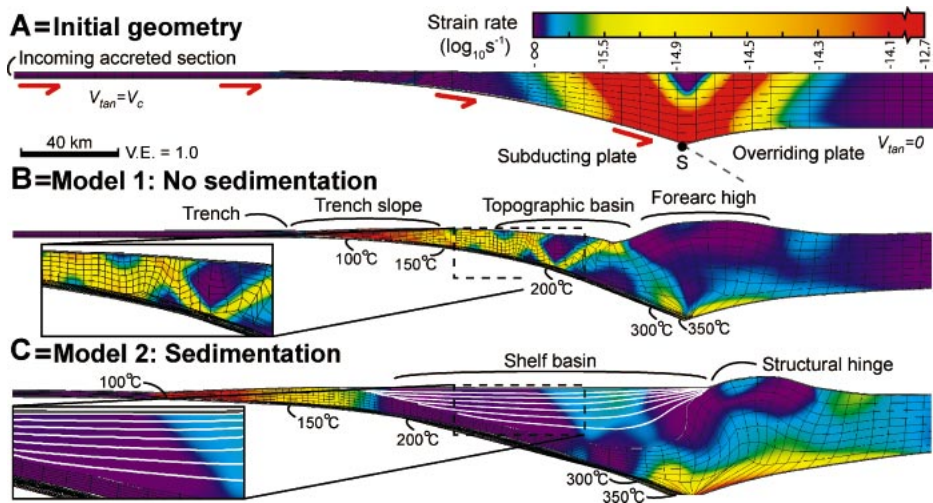 A=Initial geometry
Strain rate
(log10s-1)
-∞ -15.5 -14.9 -14.3 -14.1 -12.7
Incoming accreted section
Vtan=Vc
40 km
V.E. = 1.0
Subducting plate
S
Overriding plate
Vtan=0
B=Model 1: No sedimentation
Trench
Trench slope
Topographic basin
Forearc high
100°C
150°C
200°C
300°C
350°C
C=Model 2: Sedimentation
Shelf basin
Structural hinge
100°C
150°C
200°C
300°C
350°C